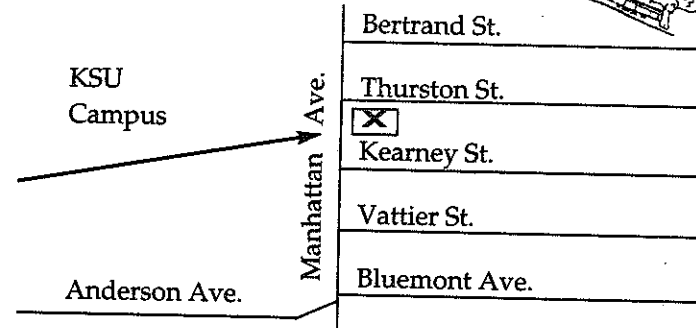 Bertrand St.
KSU
Campus
Thurston St.
X
Manhattan Ave.
Kearney St.
Vattier St.
Anderson Ave.
Bluemont Ave.